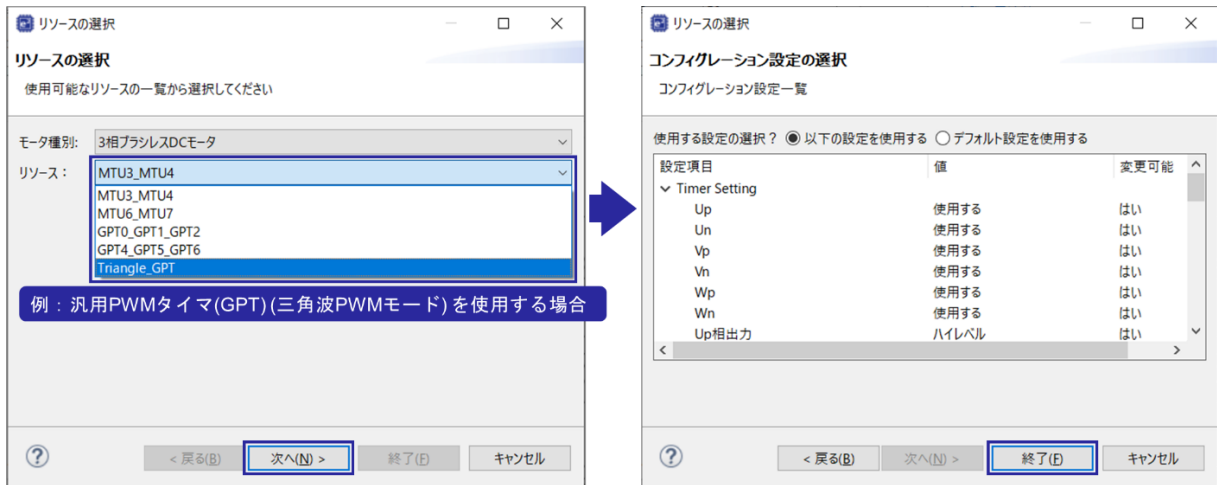 リソースの選択
リソースの選択
使用可能なリソースの一覧から選択してください
モータ種別: 3相ブラシレスDCモータ
リソース： MTU3_MTU4
MTU3_MTU4
MTU6_MTU7
GPT0_GPT1_GPT2
GPT4_GPT5_GPT6
Triangle_GPT
例：汎用PWMタイマ(GPT)(三角波PWMモード)を使用する場合
< 戻る(B) 次へ(N) > 終了(F) キャンセル
リソースの選択
コンフィグレーション設定の選択
コンフィグレーション設定一覧
使用する設定の選択？ 以下の設定を使用する デフォルト設定を使用する
設定項目 値 変更可能
Timer Setting
Up 使用する はい
Un 使用する はい
Vp 使用する はい
Vn 使用する はい
Wp 使用する はい
Wn 使用する はい
Up相出力 ハイレベル はい
< 戻る(B) 次へ(N) > 終了(F) キャンセル